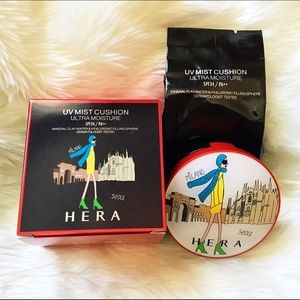 UV MIST CUSHION
ULTRA MOISTURE
SPF34 / PA++
MINERAL CLAY WATER & HYALURONIC FILLING SPHERE
DERMATOLOGIST TESTED
MILANO
Seoul
HERA
UV MIST CUSHION
ULTRA MOISTURE
SPF34 / PA++
MINERAL CLAY WATER & HYALURONIC FILLING SPHERE
DERMATOLOGIST TESTED
MILANO
Seoul
HERA